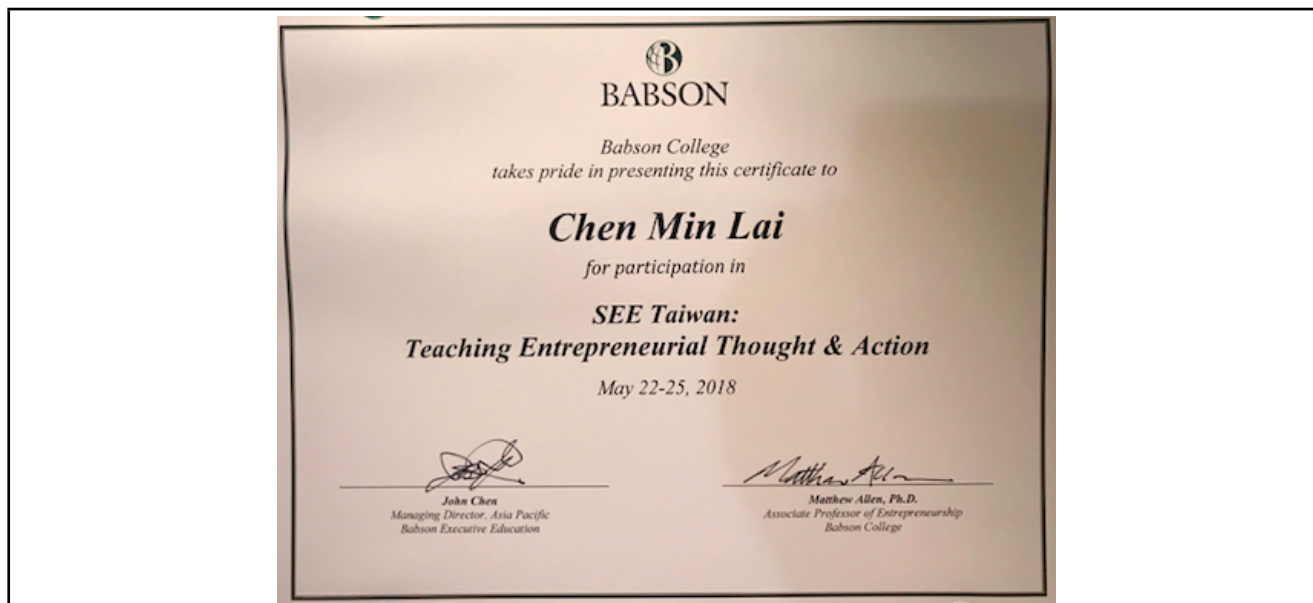 BABSON
Babson College
takes pride in presenting this certificate to
Chen Min Lai
for participation in
SEE Taiwan:
Teaching Entrepreneurial Thought & Action
May 22-25, 2018
Matthew Allen
John Chen
Managing Director, Asia Pacific
Babson Executive Education
Matthew Allen, Ph.D.
Associate Professor of Entrepreneurship
Babson College